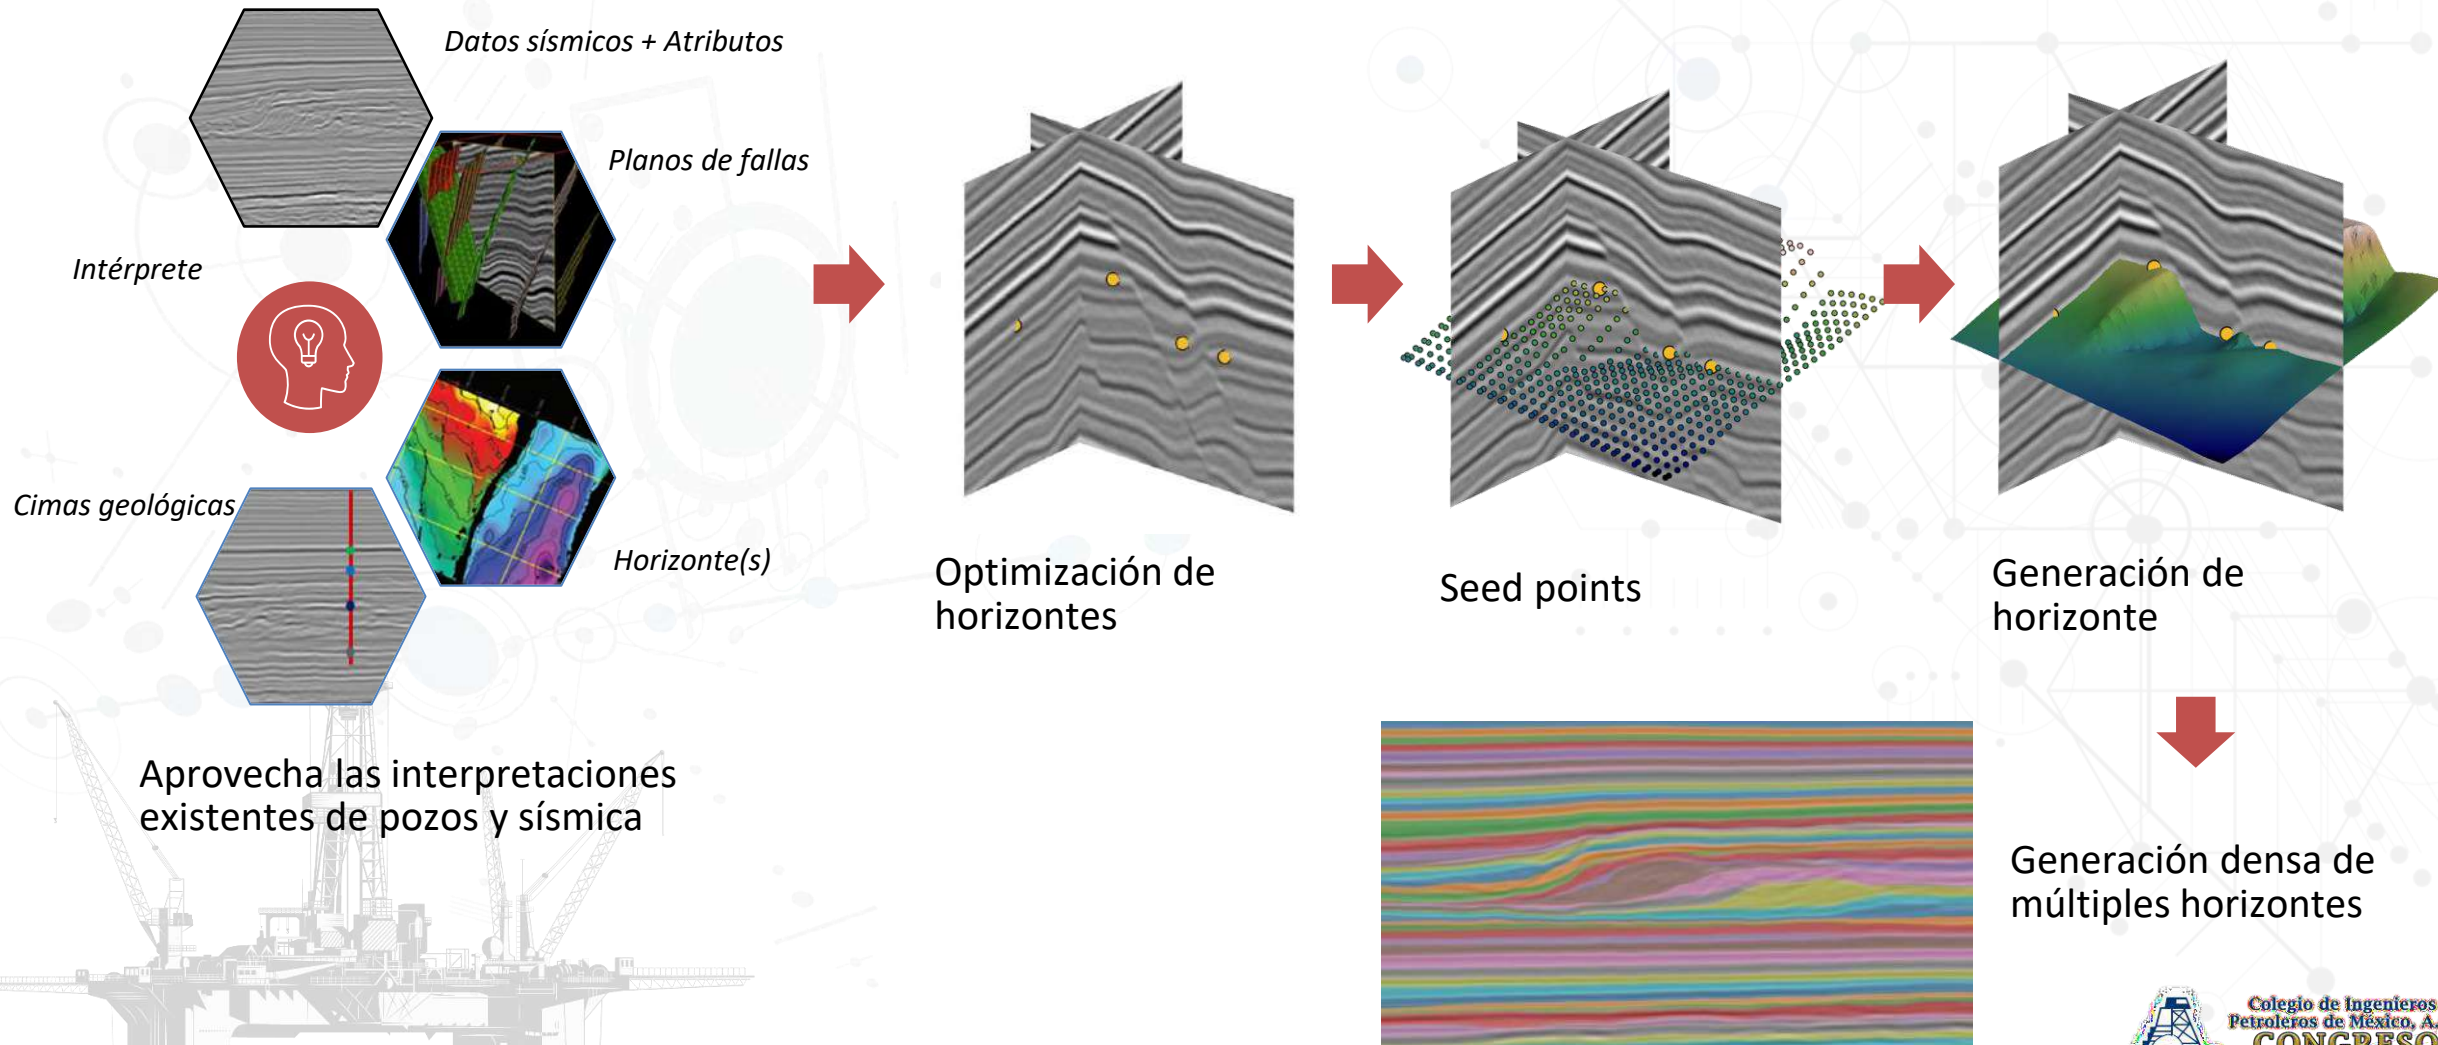 Datos sísmicos + Atributos
Planos de fallas
Intérprete
Cimas geológicas
Horizonte(s)
Aprovecha las interpretaciones
existentes de pozos y sísmica
Optimización de
horizontes
Seed points
Generación de
horizonte
Generación densa de
múltiples horizontes
Colegio de Ingenieros
Petroleros de México, A.
CONGRESO